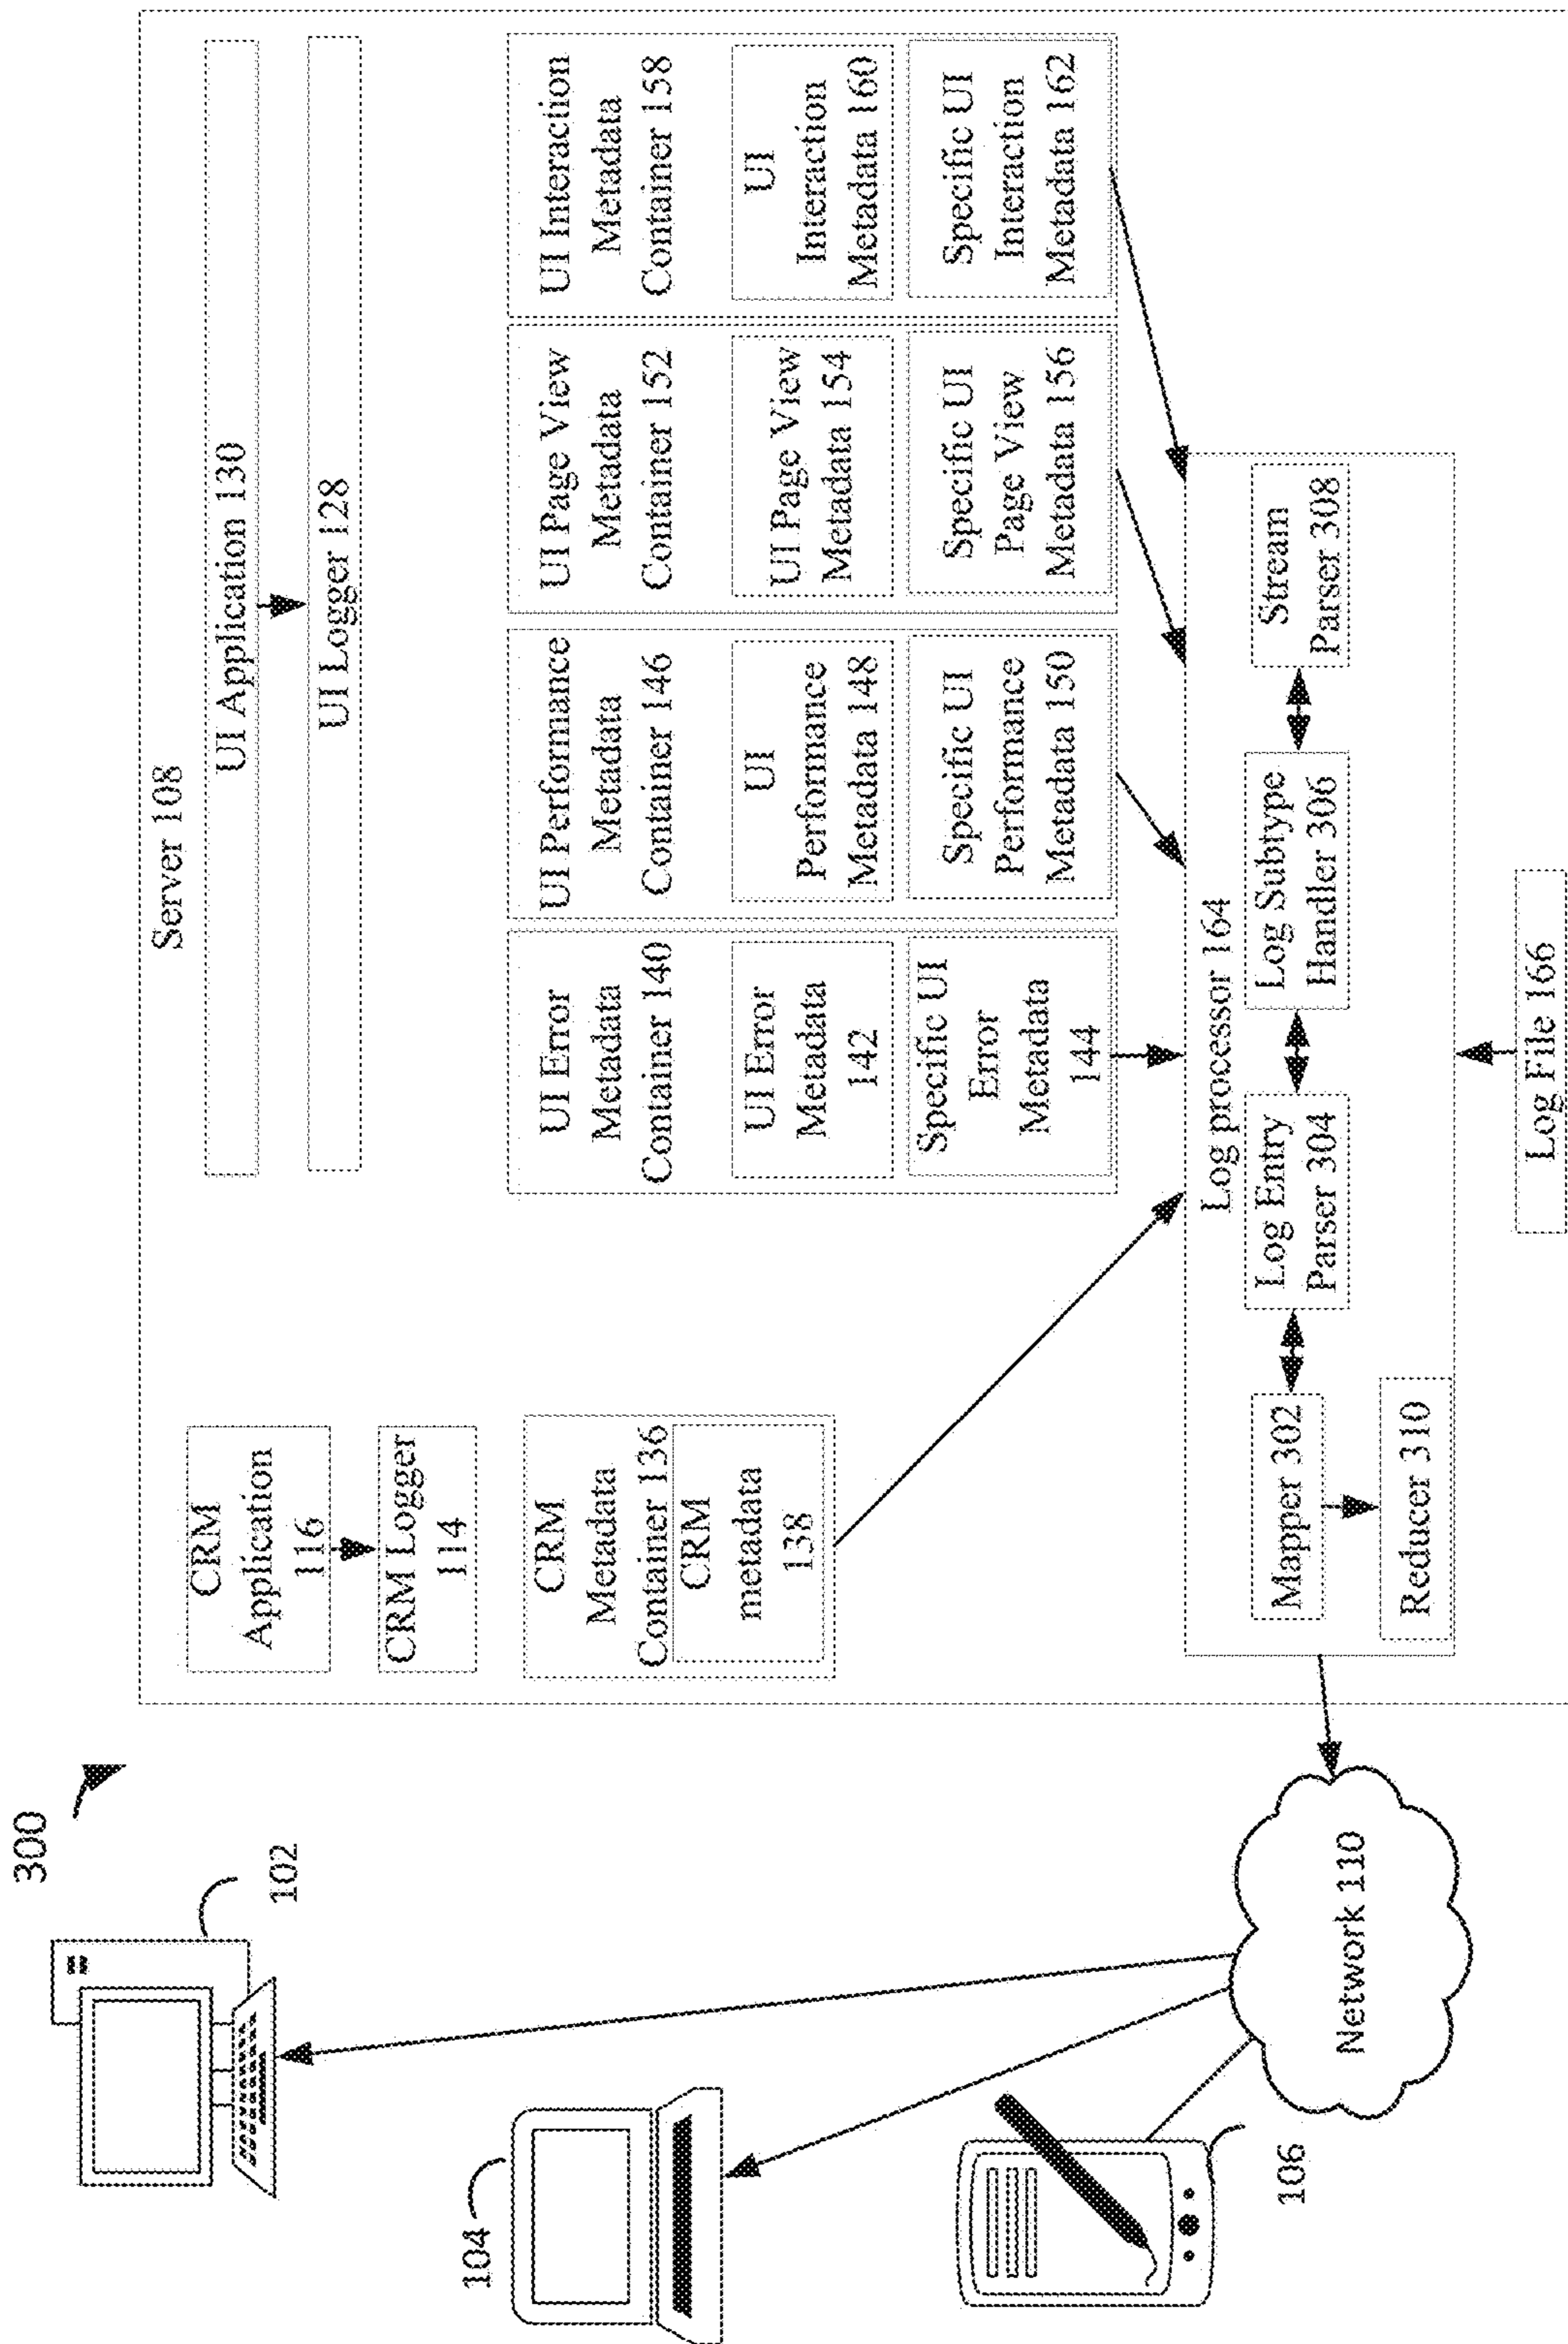 300
102
104
106
Network 110
Server 108
CRM
Application
116
CRM Logger
114
CRM
Metadata
Container 136
CRM
metadata
138
UI Application 130
UI Logger 128
UI Error
Metadata
Container 140
UI Error
Metadata
142
Specific UI
Error
Metadata
144
UI Performance
Metadata
Container 146
UI
Performance
Metadata 148
Specific UI
Performance
Metadata 150
UI Page View
Metadata
Container 152
UI Page View
Metadata 154
Specific UI
Page View
Metadata 156
UI Interaction
Metadata
Container 158
UI
Interaction
Metadata 160
Specific UI
Interaction
Metadata 162
Log processor 164
Mapper 302
Log Entry
Parser 304
Log Subtype
Handler 306
Stream
Parser 308
Reducer 310
Log File 166